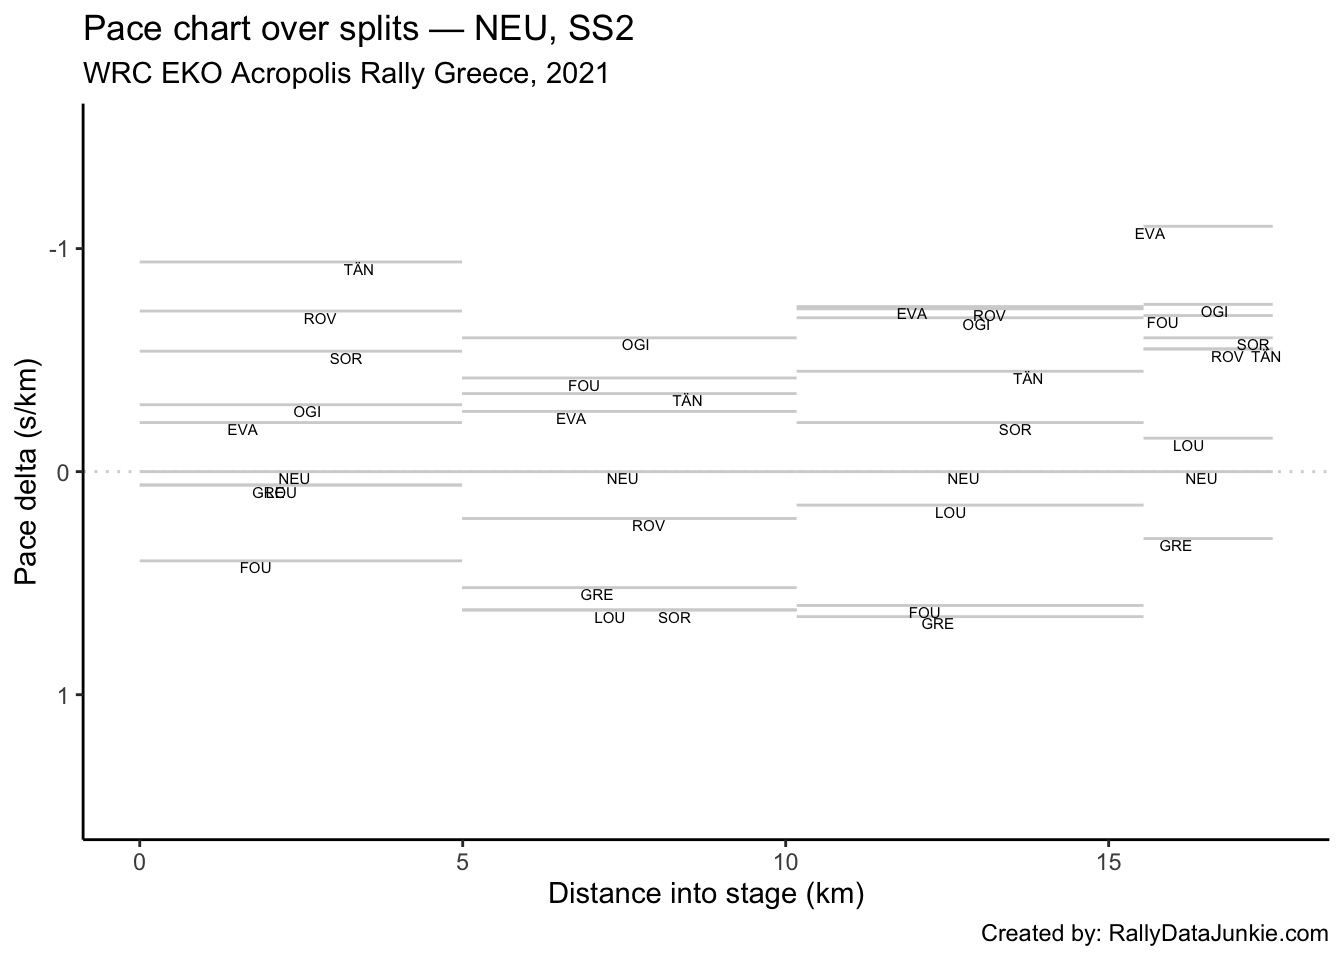 Pace chart over splits — NEU, SS2
WRC EKO Acropolis Rally Greece, 2021
Pace delta (s/km)
-1
0
1
TÄN
ROV
SOR
OGI
EVA
NEU
GRE LOU
FOU
OGI
FOU
TÄN
EVA
NEU
ROV
GRE
LOU SOR
EVA ROV
OGI
TÄN
SOR
NEU
LOU
FOU
GRE
EVA
OGI
FOU
SOR
ROV TÄN
LOU
NEU
GRE
0 5 10 15
Distance into stage (km)
Created by: RallyDataJunkie.com